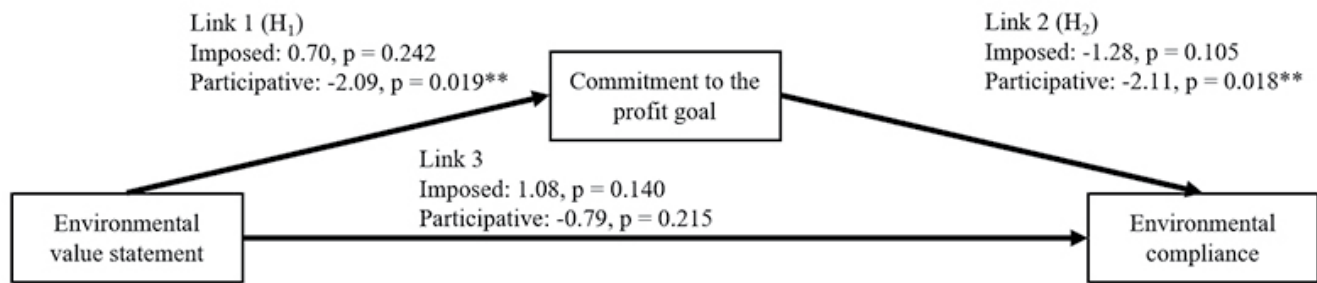 Link 1 (H₁)
Imposed: 0.70, p = 0.242
Participative: -2.09, p = 0.019**
Link 2 (H₂)
Imposed: -1.28, p = 0.105
Participative: -2.11, p = 0.018**
Commitment to the
profit goal
Link 3
Imposed: 1.08, p = 0.140
Participative: -0.79, p = 0.215
Environmental
value statement
Environmental
compliance